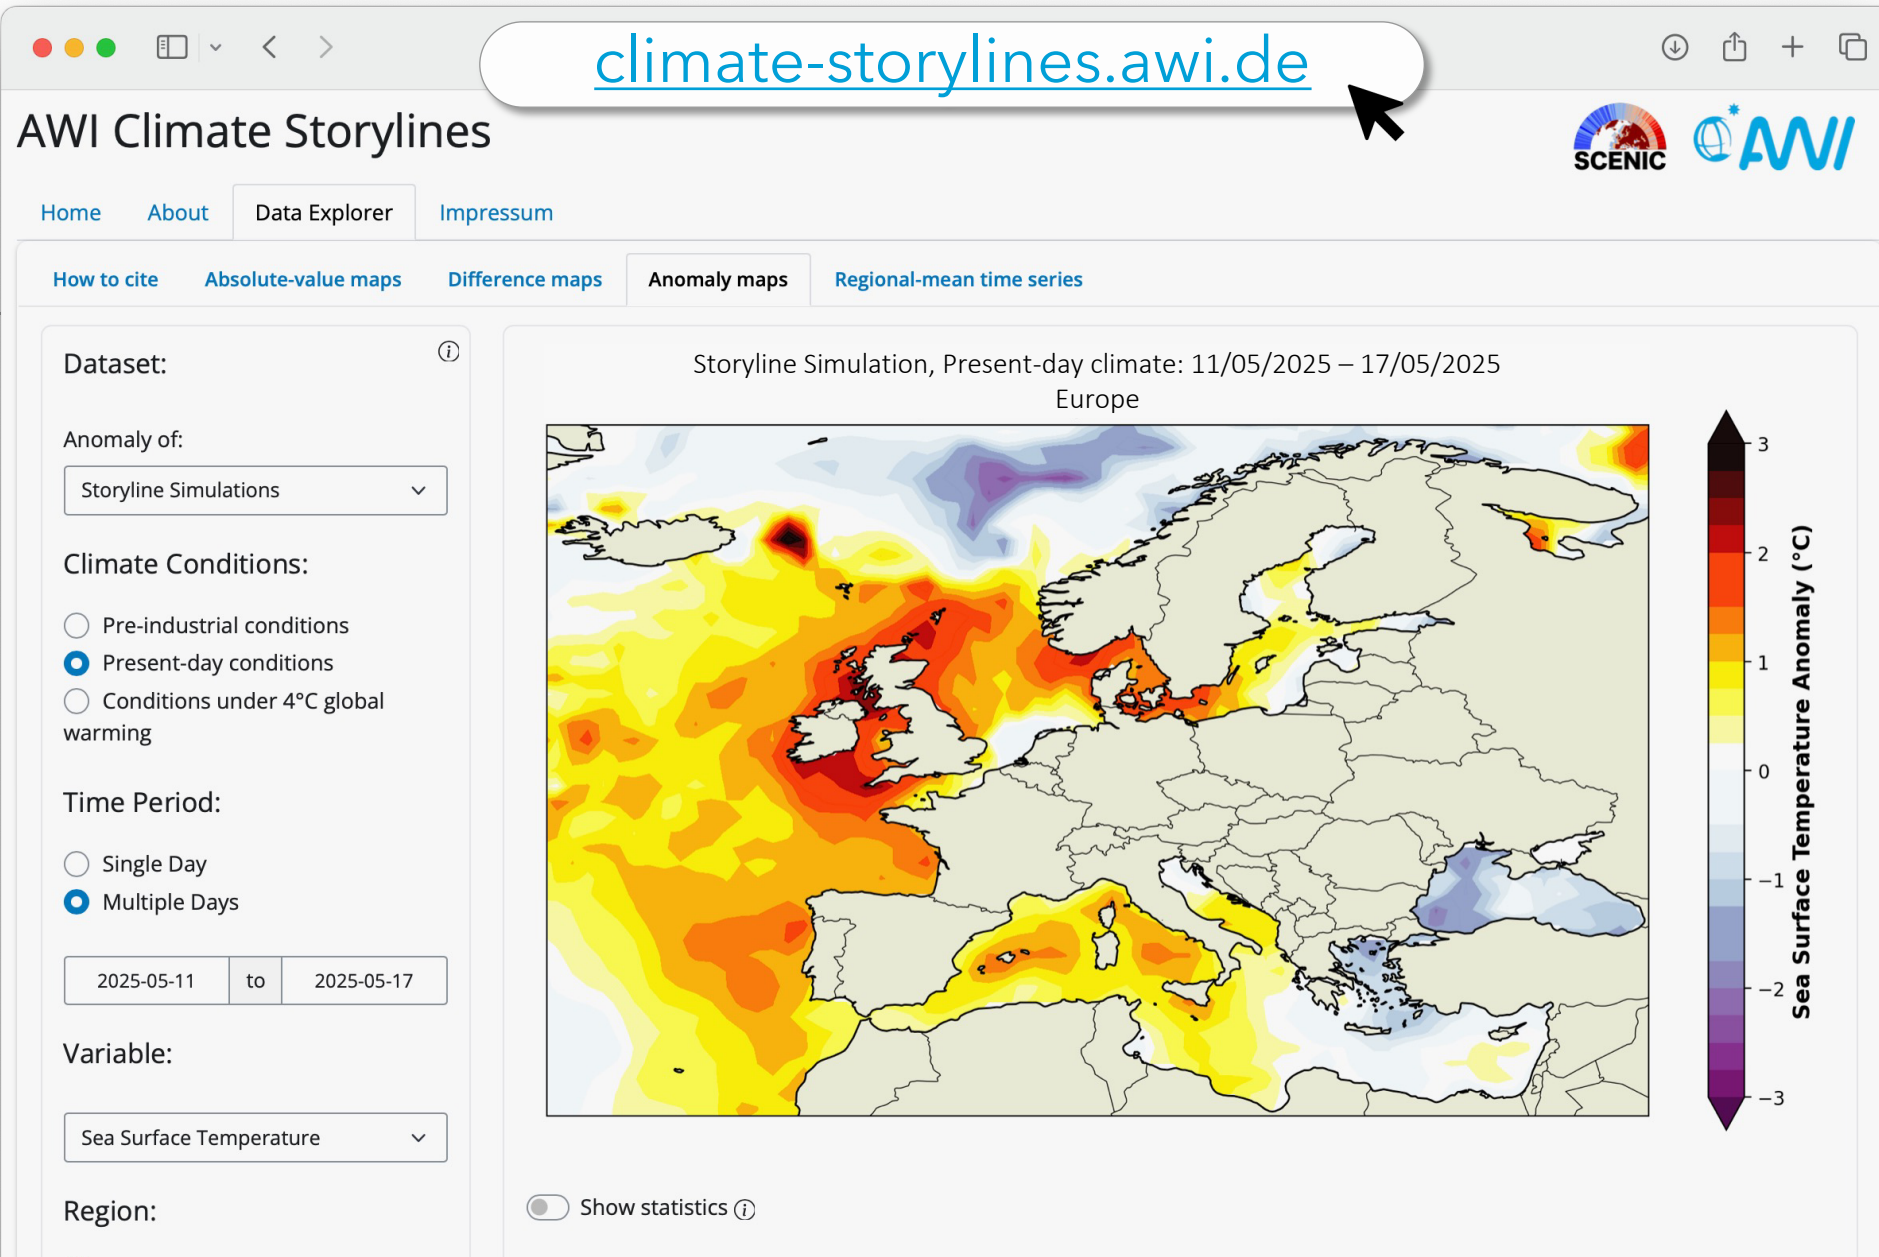 climate-storylines.awi.de
AWI Climate Storylines
SCENIC
AWI
Home About Data Explorer Impressum
How to cite Absolute-value maps Difference maps Anomaly maps Regional-mean time series
Dataset:
Anomaly of:
Storyline Simulations
Climate Conditions:
Pre-industrial conditions
Present-day conditions
Conditions under 4°C global
warming
Time Period:
Single Day
Multiple Days
2025-05-11 to 2025-05-17
Variable:
Sea Surface Temperature
Region:
Storyline Simulation, Present-day climate: 11/05/2025 – 17/05/2025
Europe
3
2
1
0
−1
−2
−3
Sea Surface Temperature Anomaly (°C)
Show statistics